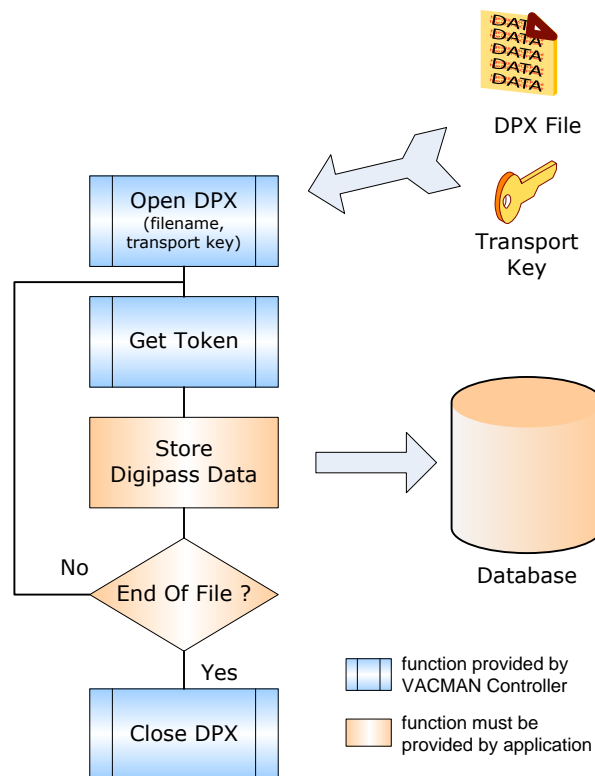 DATA
DATA
DATA
DATA
DATA
DPX File
Transport
Key
Open DPX
(filename,
transport key)
Get Token
Store
Digipass Data
Database
No
End Of File ?
Yes
Close DPX
function provided by
VACMAN Controller
function must be
provided by application